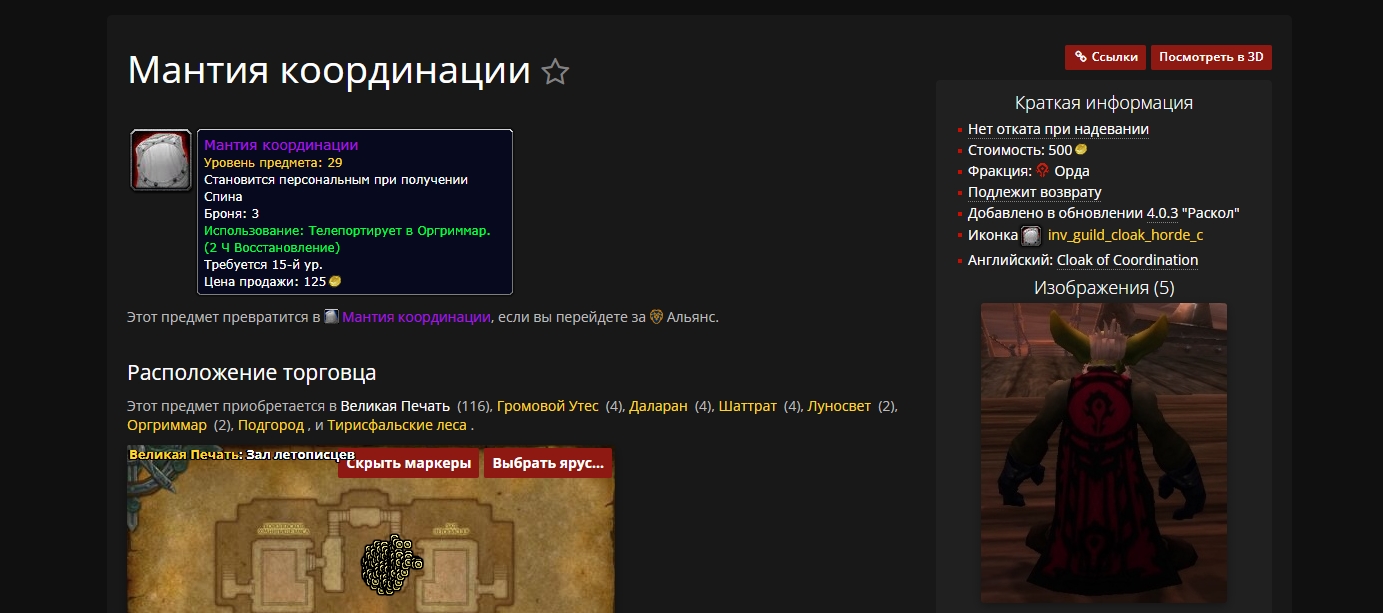 Мантия координации
Ссылки
Посмотреть в 3D
Мантия координации
Уровень предмета: 29
Становится персональным при получении
Спина
Броня: 3
Использование: Телепортирует в Оргриммар.
(2 Ч Восстановление)
Требуется 15-й ур.
Цена продажи: 125
Этот предмет превратится в Мантия координации, если вы перейдете за Альянс.
Расположение торговца
Этот предмет приобретается в Великая Печать (116), Громовой Утес (4), Даларан (4), Шаттрат (4), Луносвет (2),
Оргриммар (2), Подгород , и Тирисфальские леса .
Великая Печать: Зал летописцев
Скрыть маркеры
Выбрать ярус...
Краткая информация
Нет отката при надевании
Стоимость: 500
Фракция: Орда
Подлежит возврату
Добавлено в обновлении 4.0.3 "Раскол"
Иконка inv_guild_cloak_horde_c
Английский: Cloak of Coordination
Изображения (5)